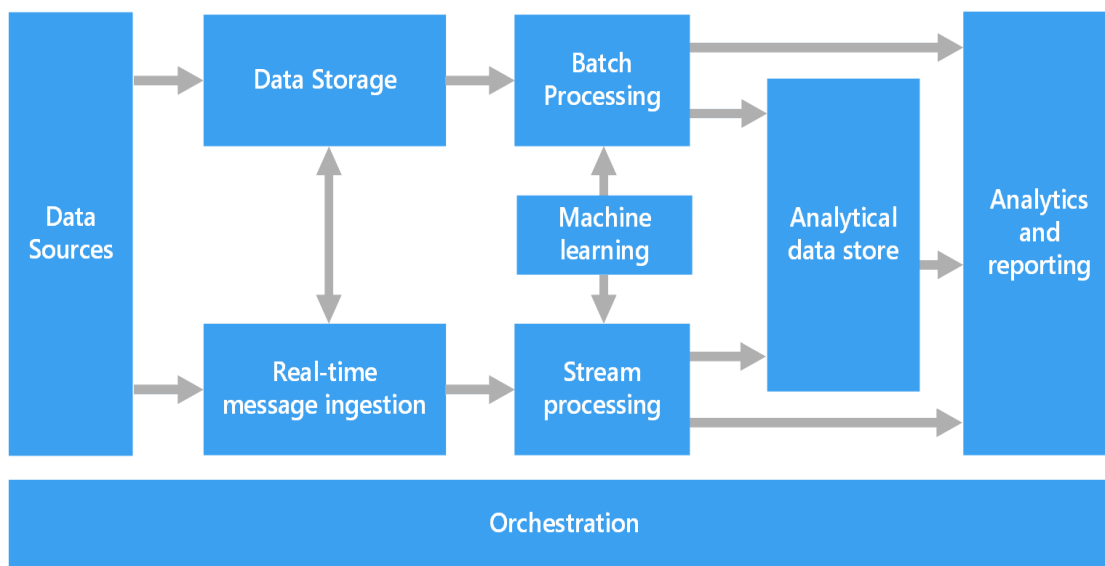 Data
Sources
Data Storage
Real-time
message ingestion
Batch
Processing
Machine
learning
Stream
processing
Analytical
data store
Analytics
and
reporting
Orchestration